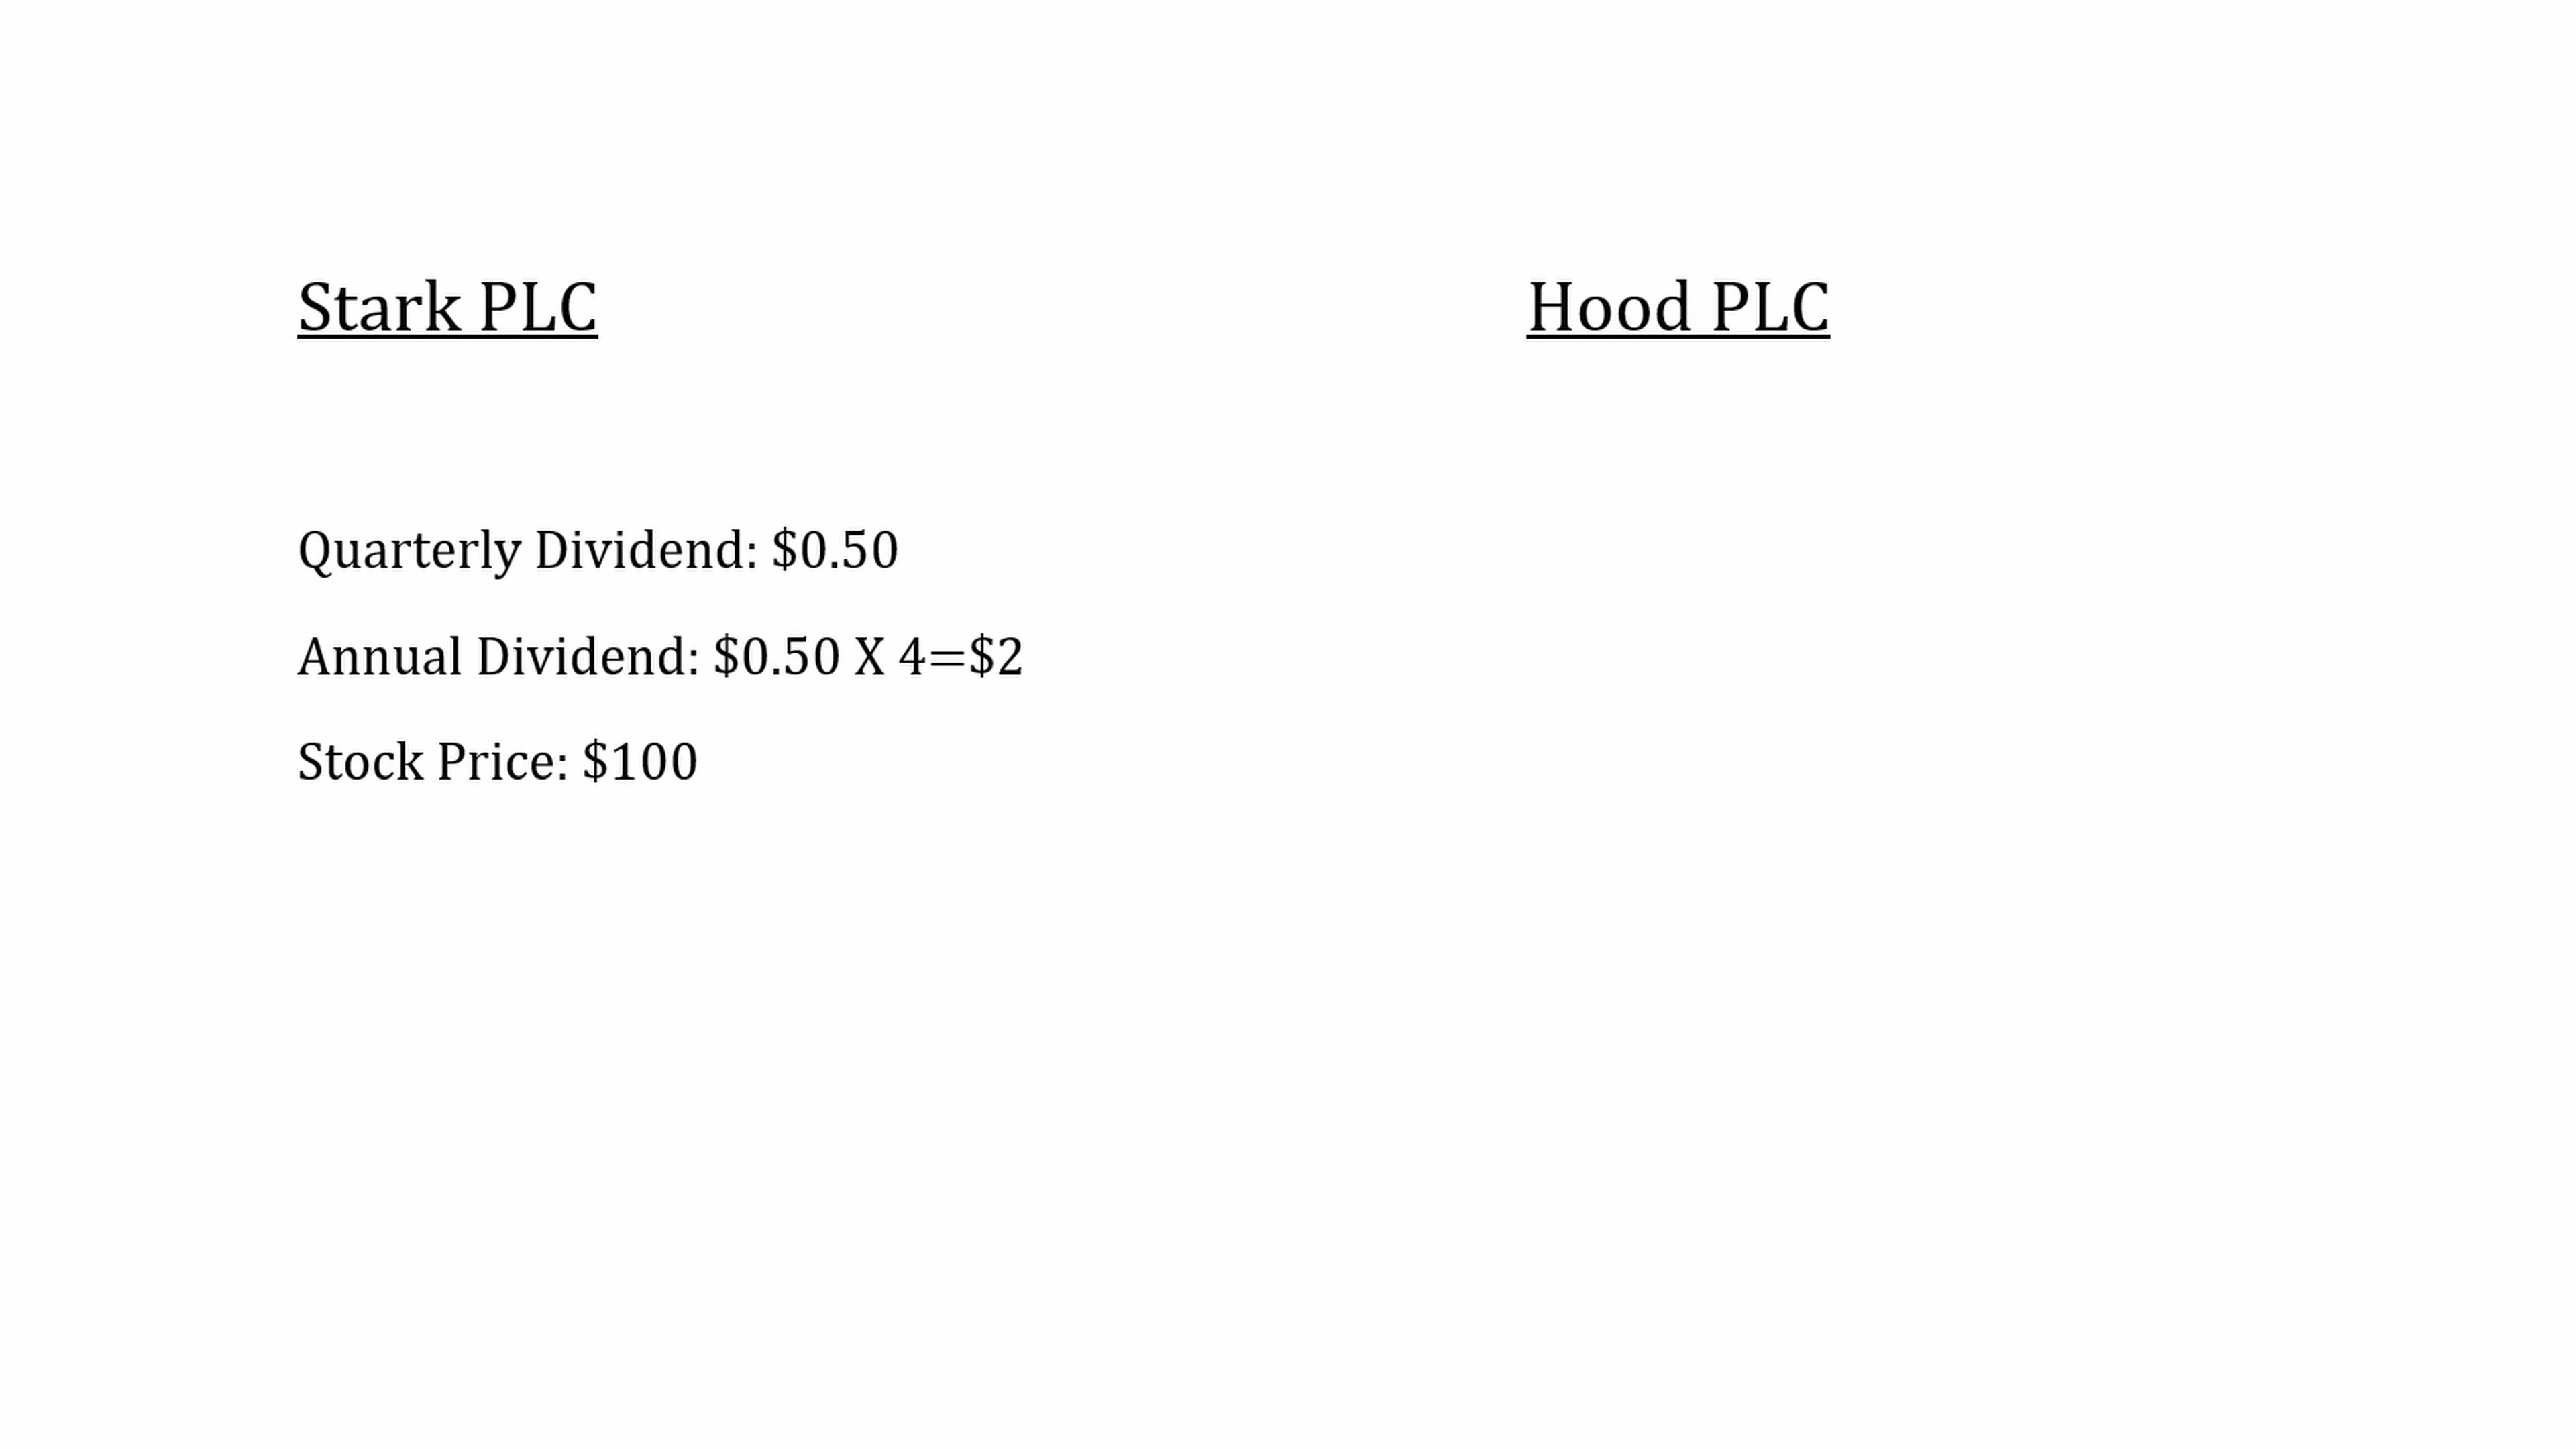 Stark PLC
Hood PLC
Quarterly Dividend: $0.50
Annual Dividend: $0.50 X 4=$2
Stock Price: $100